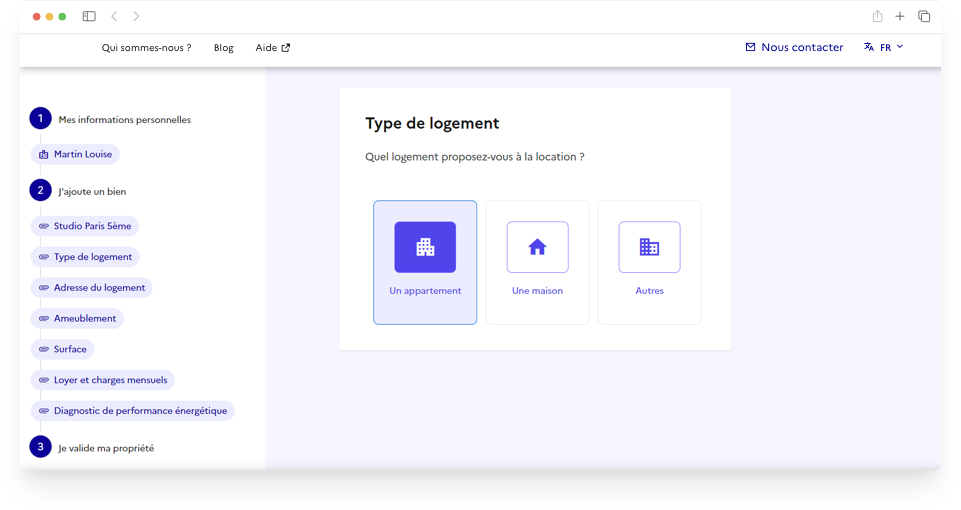 Qui sommes-nous ?
Blog
Aide
Nous contacter
FR
1
Mes informations personnelles
Martin Louise
2
J'ajoute un bien
Studio Paris 5ème
Type de logement
Adresse du logement
Ameublement
Surface
Loyer et charges mensuels
Diagnostic de performance énergétique
3
Je valide ma propriété
Type de logement
Quel logement proposez-vous à la location ?
Un appartement
Une maison
Autres